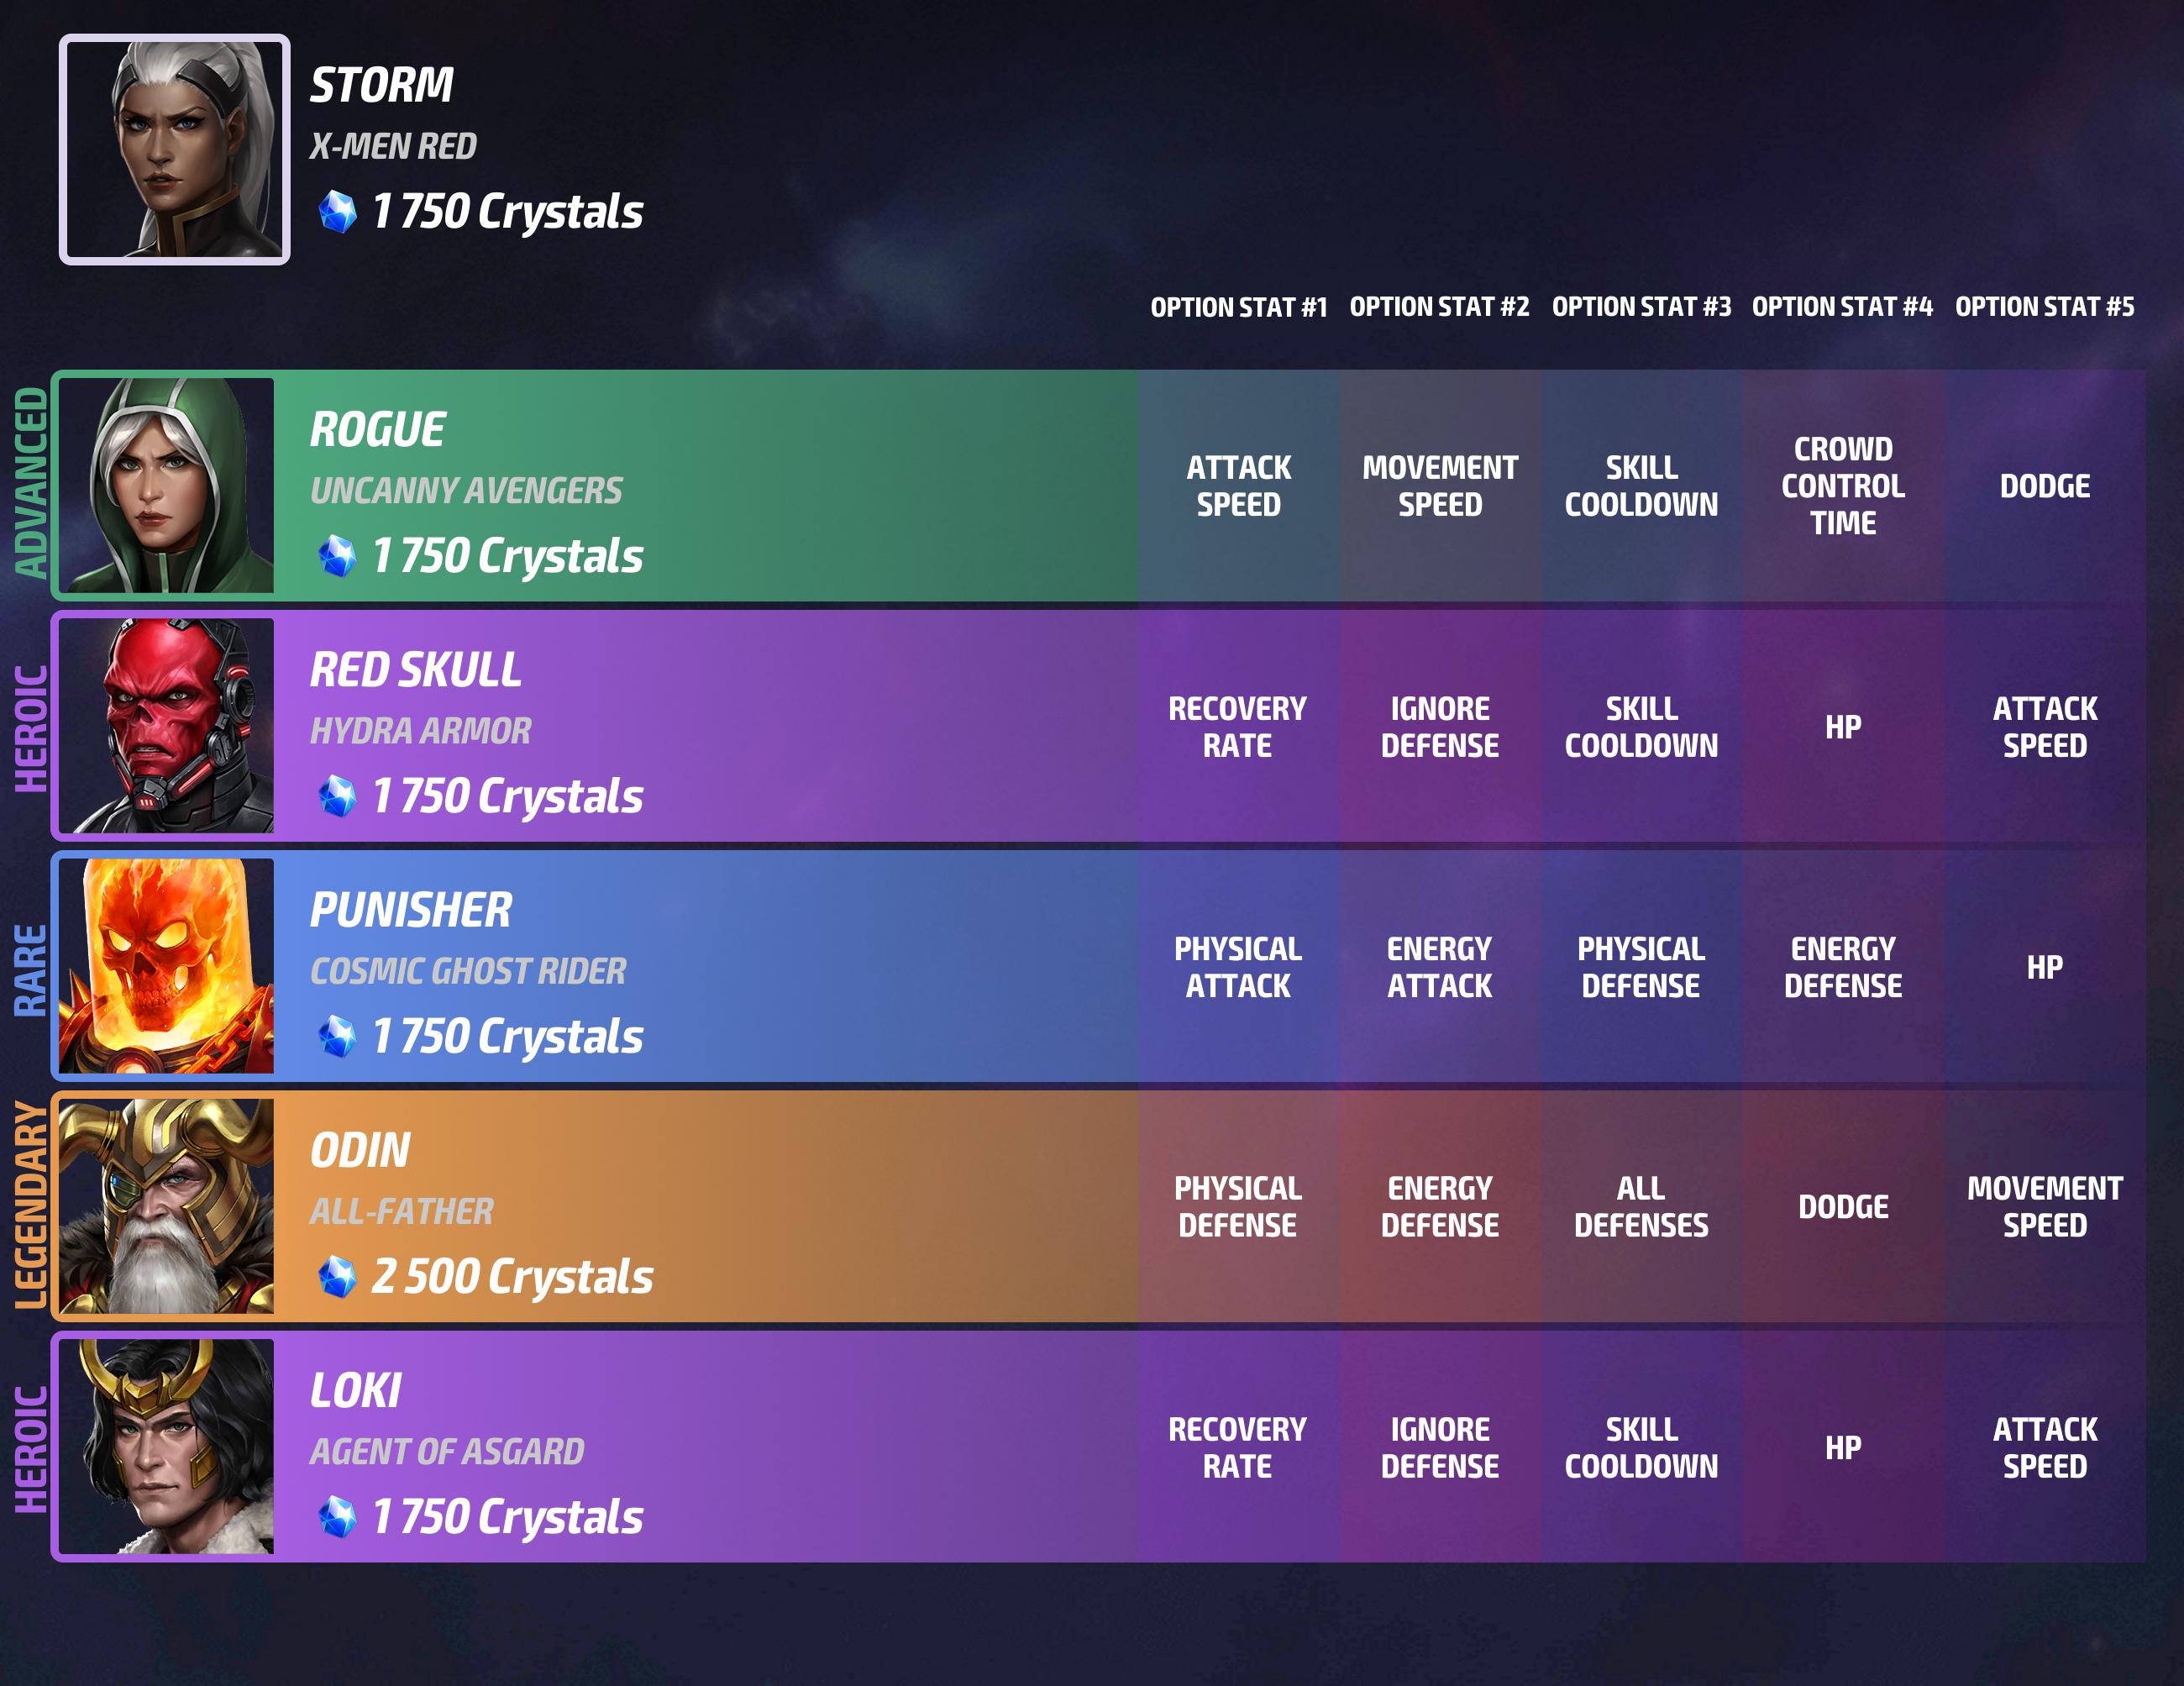 STORM
X-MEN RED
1 750 Crystals
OPTION STAT #1 OPTION STAT #2 OPTION STAT #3 OPTION STAT #4 OPTION STAT #5
ADVANCED
ROGUE
UNCANNY AVENGERS
1 750 Crystals
ATTACK
SPEED
MOVEMENT
SPEED
SKILL
COOLDOWN
CROWD
CONTROL
TIME
DODGE
HEROIC
RED SKULL
HYDRA ARMOR
1 750 Crystals
RECOVERY
RATE
IGNORE
DEFENSE
SKILL
COOLDOWN
HP
ATTACK
SPEED
RARE
PUNISHER
COSMIC GHOST RIDER
1 750 Crystals
PHYSICAL
ATTACK
ENERGY
ATTACK
PHYSICAL
DEFENSE
ENERGY
DEFENSE
HP
LEGENDARY
ODIN
ALL-FATHER
2 500 Crystals
PHYSICAL
DEFENSE
ENERGY
DEFENSE
ALL
DEFENSES
DODGE
MOVEMENT
SPEED
HEROIC
LOKI
AGENT OF ASGARD
1 750 Crystals
RECOVERY
RATE
IGNORE
DEFENSE
SKILL
COOLDOWN
HP
ATTACK
SPEED